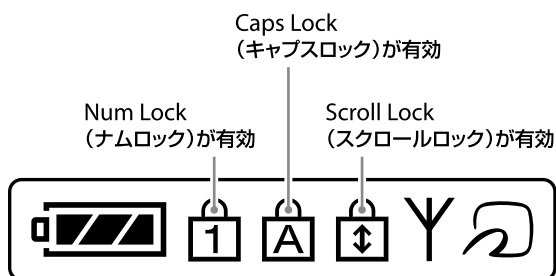 Caps Lock
（キャプスロック）が有効
Num Lock
（ナムロック）が有効
Scroll Lock
（スクロールロック）が有効
1 A